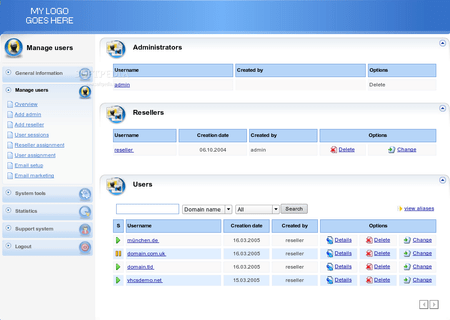 MY LOGO
GOES HERE
Manage users
General information
Manage users
Overview
Add admin
Add reseller
User sessions
Reseller assignment
User assignment
Email setup
Email marketing
System tools
Statistics
Support system
Logout
Administrators
Username Created by Options
admin Delete
Resellers
Username Creation date Created by Options
reseller 06.10.2004 admin Delete Change
Users
Domain name All Search view aliases
S Username Creation date Created by Options
münchen.de 16.03.2005 reseller Details Delete Change
domain.com.uk 16.03.2005 reseller Details Delete Change
domain.ltd 16.03.2005 reseller Details Delete Change
vhcademo.net 15.03.2005 reseller Details Delete Change